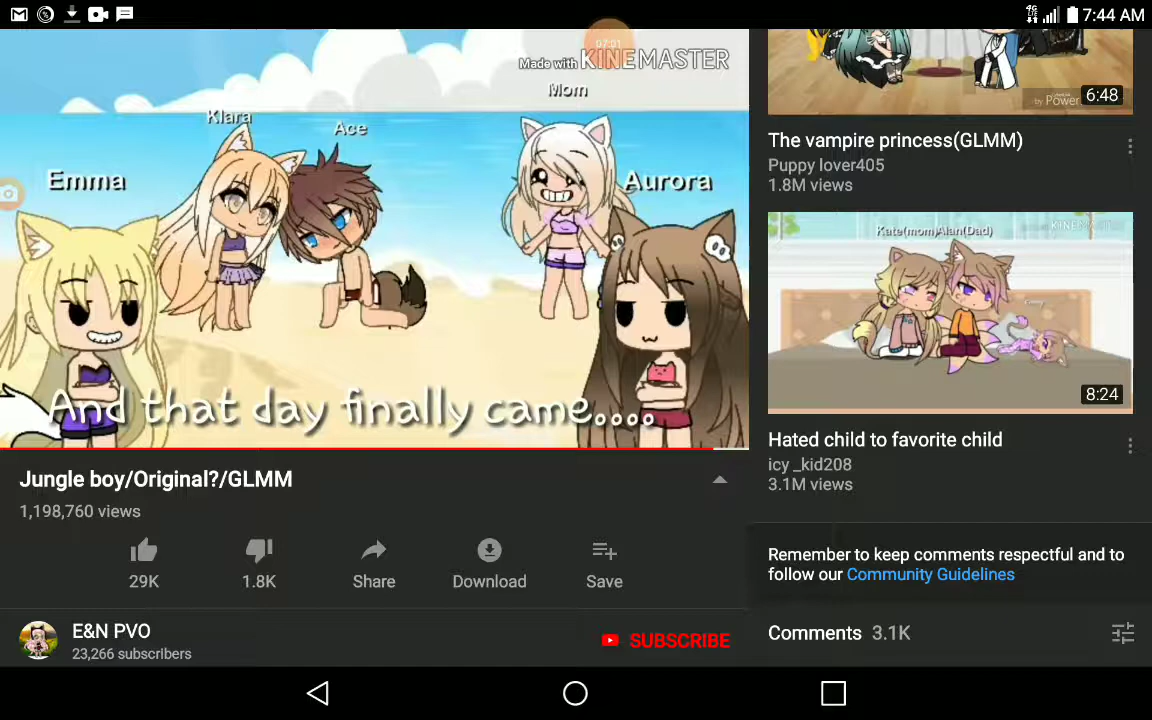 7:44 AM
07:01
Made with KINEMASTER
Mom
Klara
Ace
Emma
Aurora
And that day finally came....
Jungle boy/Original?/GLMM
1,198,760 views
29K
1.8K
Share
Download
Save
E&N PVO
23,266 subscribers
SUBSCRIBE
by Power
6:48
The vampire princess(GLMM)
Puppy lover405
1.8M views
Kate(mom)Alan(Dad)
8:24
Hated child to favorite child
icy _kid208
3.1M views
Remember to keep comments respectful and to
follow our Community Guidelines
Comments 3.1K